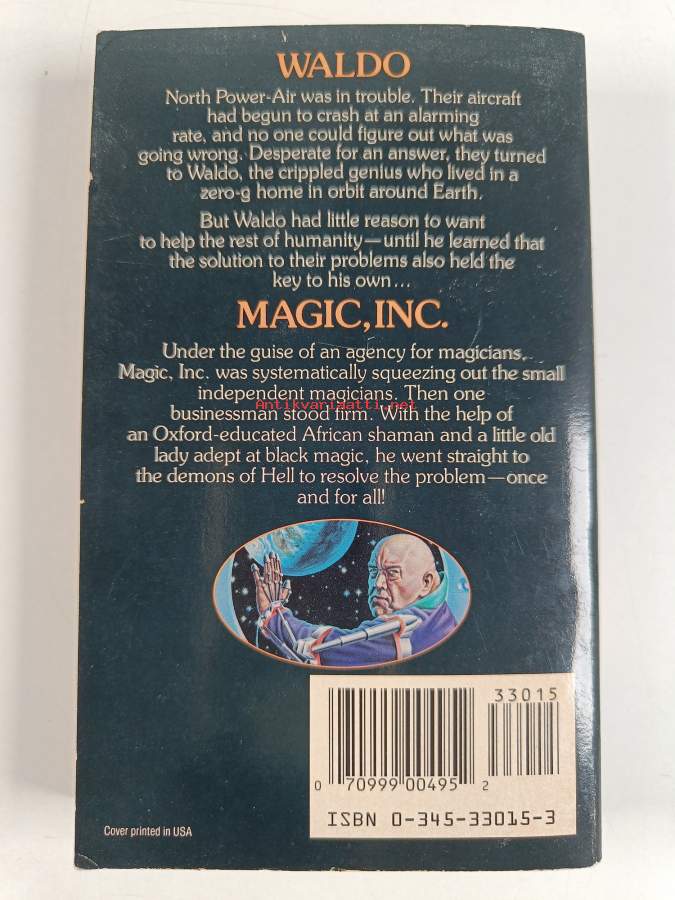 WALDO
North Power-Air was in trouble. Their aircraft
had begun to crash at an alarming
rate, and no one could figure out what was
going wrong. Desperate for an answer, they turned
to Waldo, the crippled genius who lived in a
zero-g home in orbit around Earth.
But Waldo had little reason to want
to help the rest of humanity—until he learned that
the solution to their problems also held the
key to his own...
MAGIC, INC.
Under the guise of an agency for magicians,
Magic, Inc. was systematically squeezing out the small
independent magicians. Then one
Antikvariaatti.net
businessman stood firm. With the help of
an Oxford-educated African shaman and a little old
lady adept at black magic, he went straight to
the demons of Hell to resolve the problem—once
and for all!
33015
0 70999 00495 2
ISBN 0-345-33015-3
Cover printed in USA